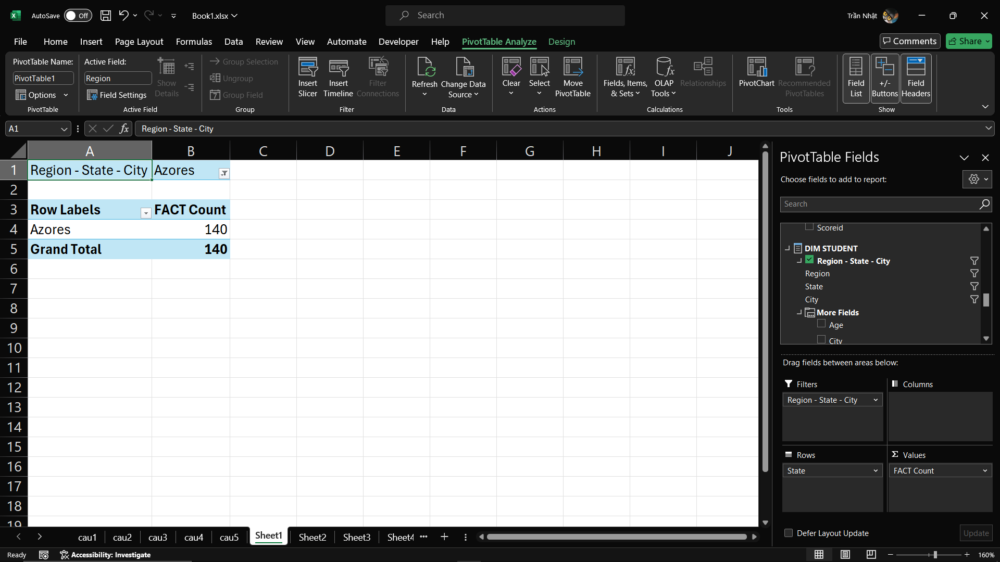 AutoSave Off Book1.xlsx Search Trần Nhật
File Home Insert Page Layout Formulas Data Review View Automate Developer Help PivotTable Analyze Design Comments Share
PivotTable Name:
PivotTable1
Options
PivotTable
Active Field:
Region
Field Settings
Show
Details
Active Field
Group Selection
Ungroup
Group Field
Group
Insert
Slicer
Insert
Timeline
Filter
Connections
Filter
Refresh
Change Data
Source
Data
Clear
Select
Move
PivotTable
Actions
Fields, Items,
& Sets
OLAP
Tools
Relationships
Calculations
PivotChart
Recommended
PivotTables
Tools
Field
List
+/-
Buttons
Field
Headers
Show
A1 fx Region - State - City
A B C D E F G H I J
1 Region - State - City Azores
2
3 Row Labels FACT Count
4 Azores 140
5 Grand Total 140
6
7
8
9
10
11
12
13
14
15
16
17
18
19
PivotTable Fields
Choose fields to add to report:
Search
Scoreid
DIM STUDENT
Region - State - City
Region
State
City
More Fields
Age
City
Drag fields between areas below:
Filters
Region - State - City
Columns
Rows
State
Values
FACT Count
Defer Layout Update Update
cau1 cau2 cau3 cau4 cau5 Sheet1 Sheet2 Sheet3 Sheet4 ...
Ready Accessibility: Investigate 160%